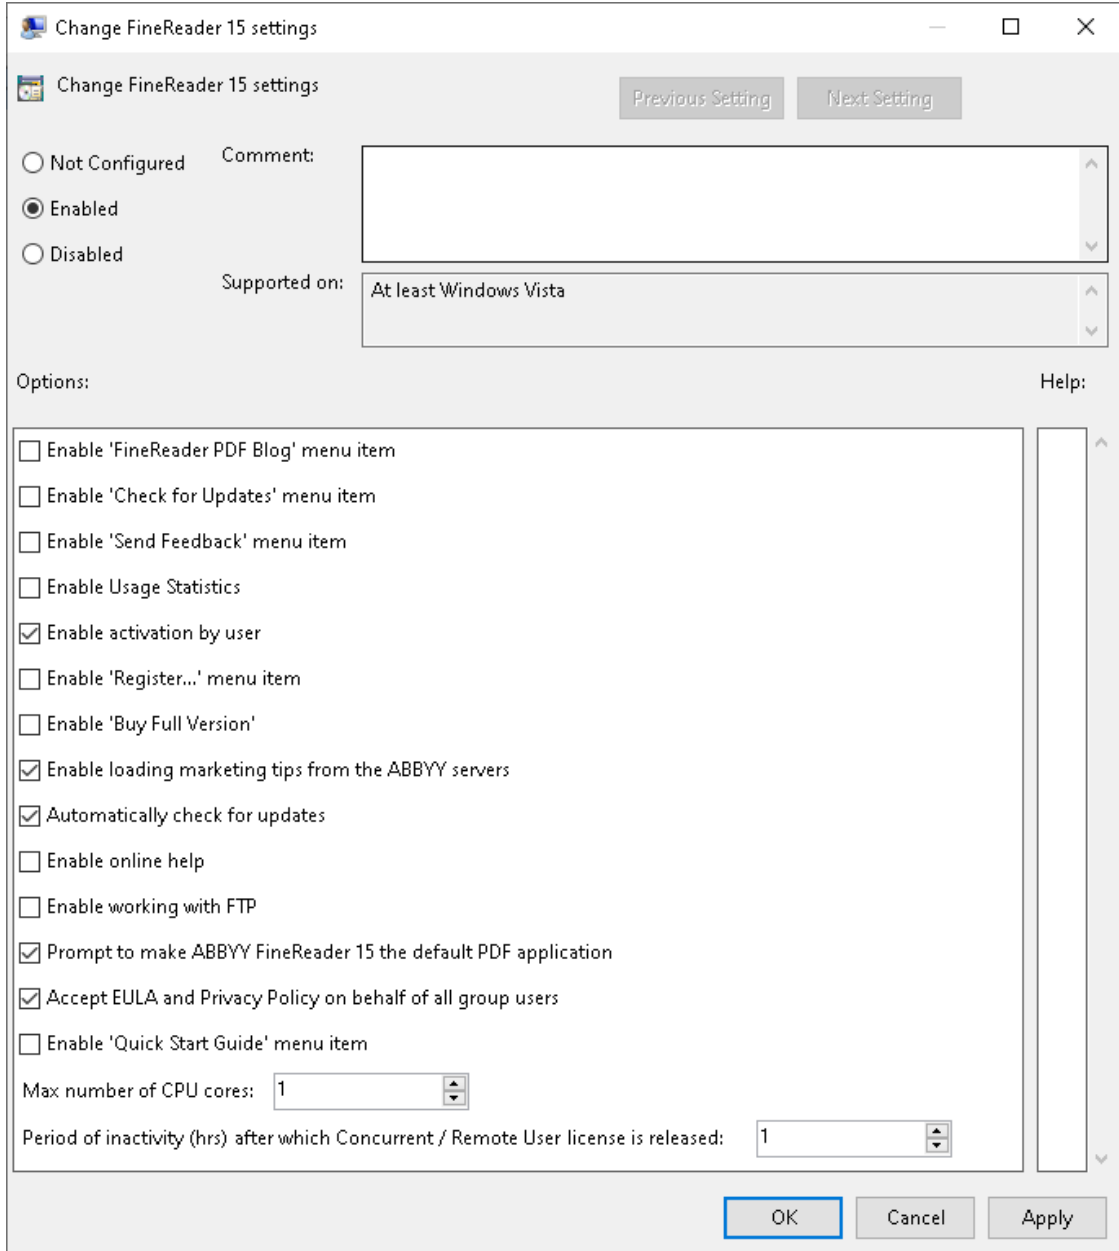 Change FineReader 15 settings
Change FineReader 15 settings
Previous Setting
Next Setting
Not Configured
Comment:
Enabled
Disabled
Supported on:
At least Windows Vista
Options:
Help:
Enable 'FineReader PDF Blog' menu item
Enable 'Check for Updates' menu item
Enable 'Send Feedback' menu item
Enable Usage Statistics
Enable activation by user
Enable 'Register...' menu item
Enable 'Buy Full Version'
Enable loading marketing tips from the ABBYY servers
Automatically check for updates
Enable online help
Enable working with FTP
Prompt to make ABBYY FineReader 15 the default PDF application
Accept EULA and Privacy Policy on behalf of all group users
Enable 'Quick Start Guide' menu item
Max number of CPU cores: 1
Period of inactivity (hrs) after which Concurrent / Remote User license is released: 1
OK
Cancel
Apply